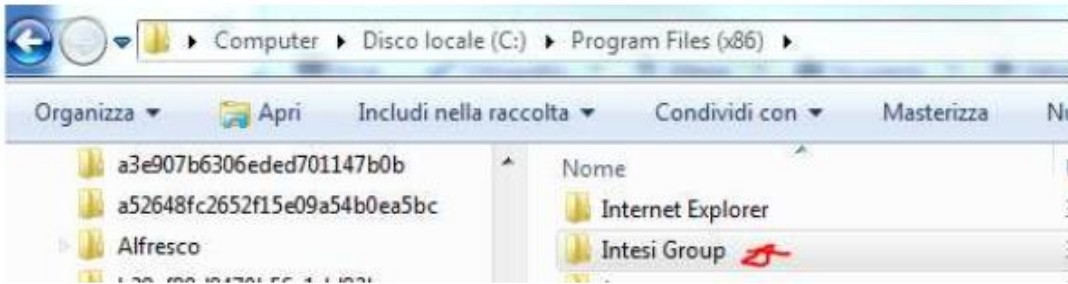 Computer ▸ Disco locale (C:) ▸ Program Files (x86) ▸
Organizza ▾ Apri Includi nella raccolta ▾ Condividi con ▾ Masterizza
a3e907b6306eded701147b0b
a52648fc2652f15e09a54b0ea5bc
Alfresco
Nome
Internet Explorer
Intesi Group